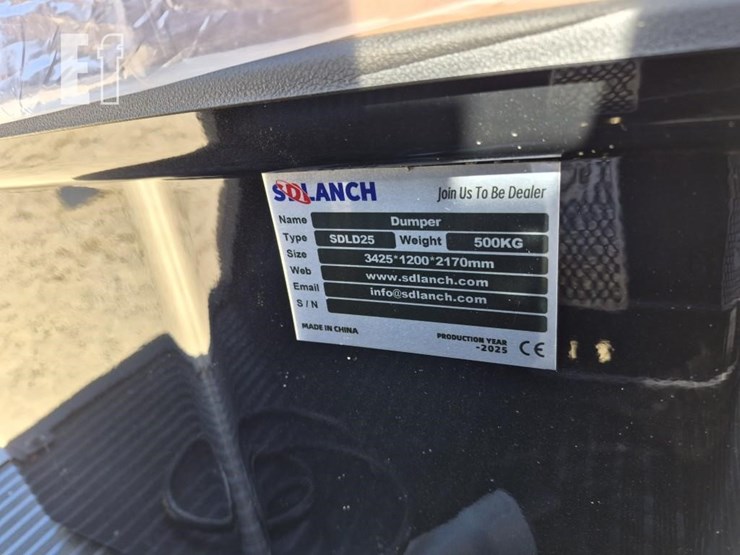 Ef
SDLANCH Join Us To Be Dealer
Name Dumper
Type SDLD25 Weight 500KG
Size 3425*1200*2170mm
Web www.sdlanch.com
Email info@sdlanch.com
S / N
MADE IN CHINA PRODUCTION YEAR
-2025 CE